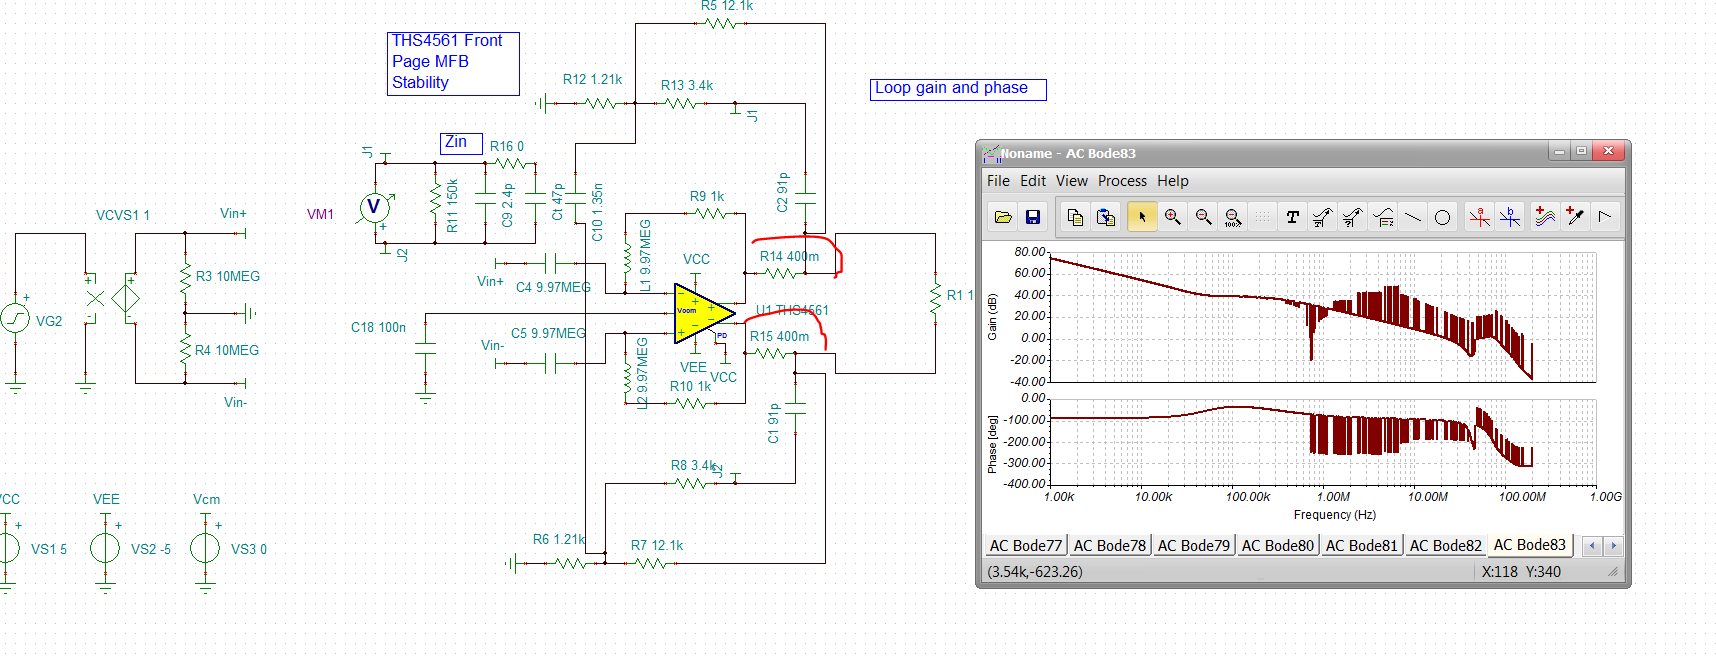 R5 12.1k
THS4561 Front
Page MFB
Stability
R12 1.21k
R13 3.4k
J1
Loop gain and phase
Zin
R16 0
J1
VM1
V
+
R11 150k
C9 2.4p
Ct 47p
C10 1.35n
J2
R9 1k
C2 91p
L1 9.97MEG
VCVS1 1
Vin+
R3 10MEG
R4 10MEG
Vin-
VG2
Vin+
C4 9.97MEG
VCC
R14 400m
U1 THS4561
Vocm
PD
R1 1
C18 100n
Vin-
C5 9.97MEG
R15 400m
VEE
VCC
L2 9.97MEG
R10 1k
C1 91p
R8 3.4k
J2
R6 1.21k
R7 12.1k
VCC
VEE
Vcm
VS1 5
VS2 -5
VS3 0
Noname - AC Bode83
File Edit View Process Help
100%
T
a
b
80.00
60.00
40.00
20.00
0.00
-20.00
-40.00
Gain (dB)
0.00
-100.00
-200.00
-300.00
-400.00
Phase [deg]
1.00k 10.00k 100.00k 1.00M 10.00M 100.00M 1.00G
Frequency (Hz)
AC Bode77 AC Bode78 AC Bode79 AC Bode80 AC Bode81 AC Bode82 AC Bode83
(3.54k,-623.26)
X:118 Y:340